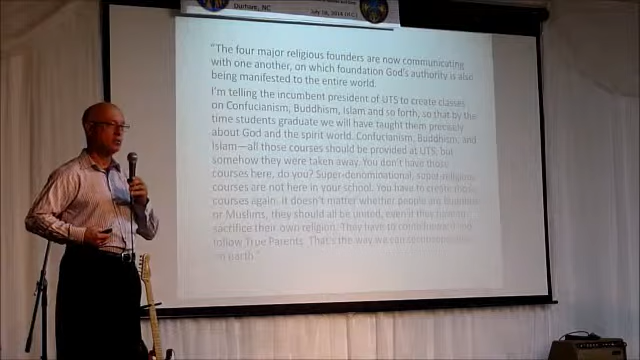 Durham, NC
July 18, 2014
"The four major religious founders are now communicating
with one another, on which foundation God's authority is also
being manifested to the entire world.
I'm telling the incumbent president of UTS to create classes
on Confucianism, Buddhism, Islam and so forth, so that by the
time students graduate we will have taught them precisely
about God and the spirit world. Confucianism, Buddhism, and
Islam—all those courses should be provided at UTS; but
somehow they were taken away. You don't have those
courses here, do you? Super-denominational, super-religious
courses are not here in your school. You have to create those
courses again. It doesn't matter whether people are
or Muslims, they should all be united, even if they
sacrifice their own religion. They have to and
follow True Parents. That's the way we can
on earth."